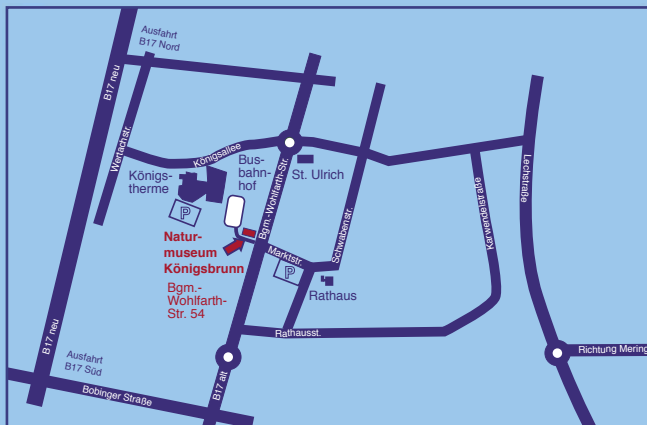 Ausfahrt
B17 Nord
B17 neu
Wertachstr.
Königsallee
Bus-
bahn-
hof
St. Ulrich
Königs-
therme
P
Bgm.-Wohlfarth-Str.
Schwabenstr.
Karwendelstraße
Lechstraße
Natur-
museum
Königsbrunn
Bgm.-
Wohlfarth-
Str. 54
Marktstr.
P
Rathaus
Rathausst.
B17 neu
Ausfahrt
B17 Süd
Bobinger Straße
B17 alt
Richtung Mering